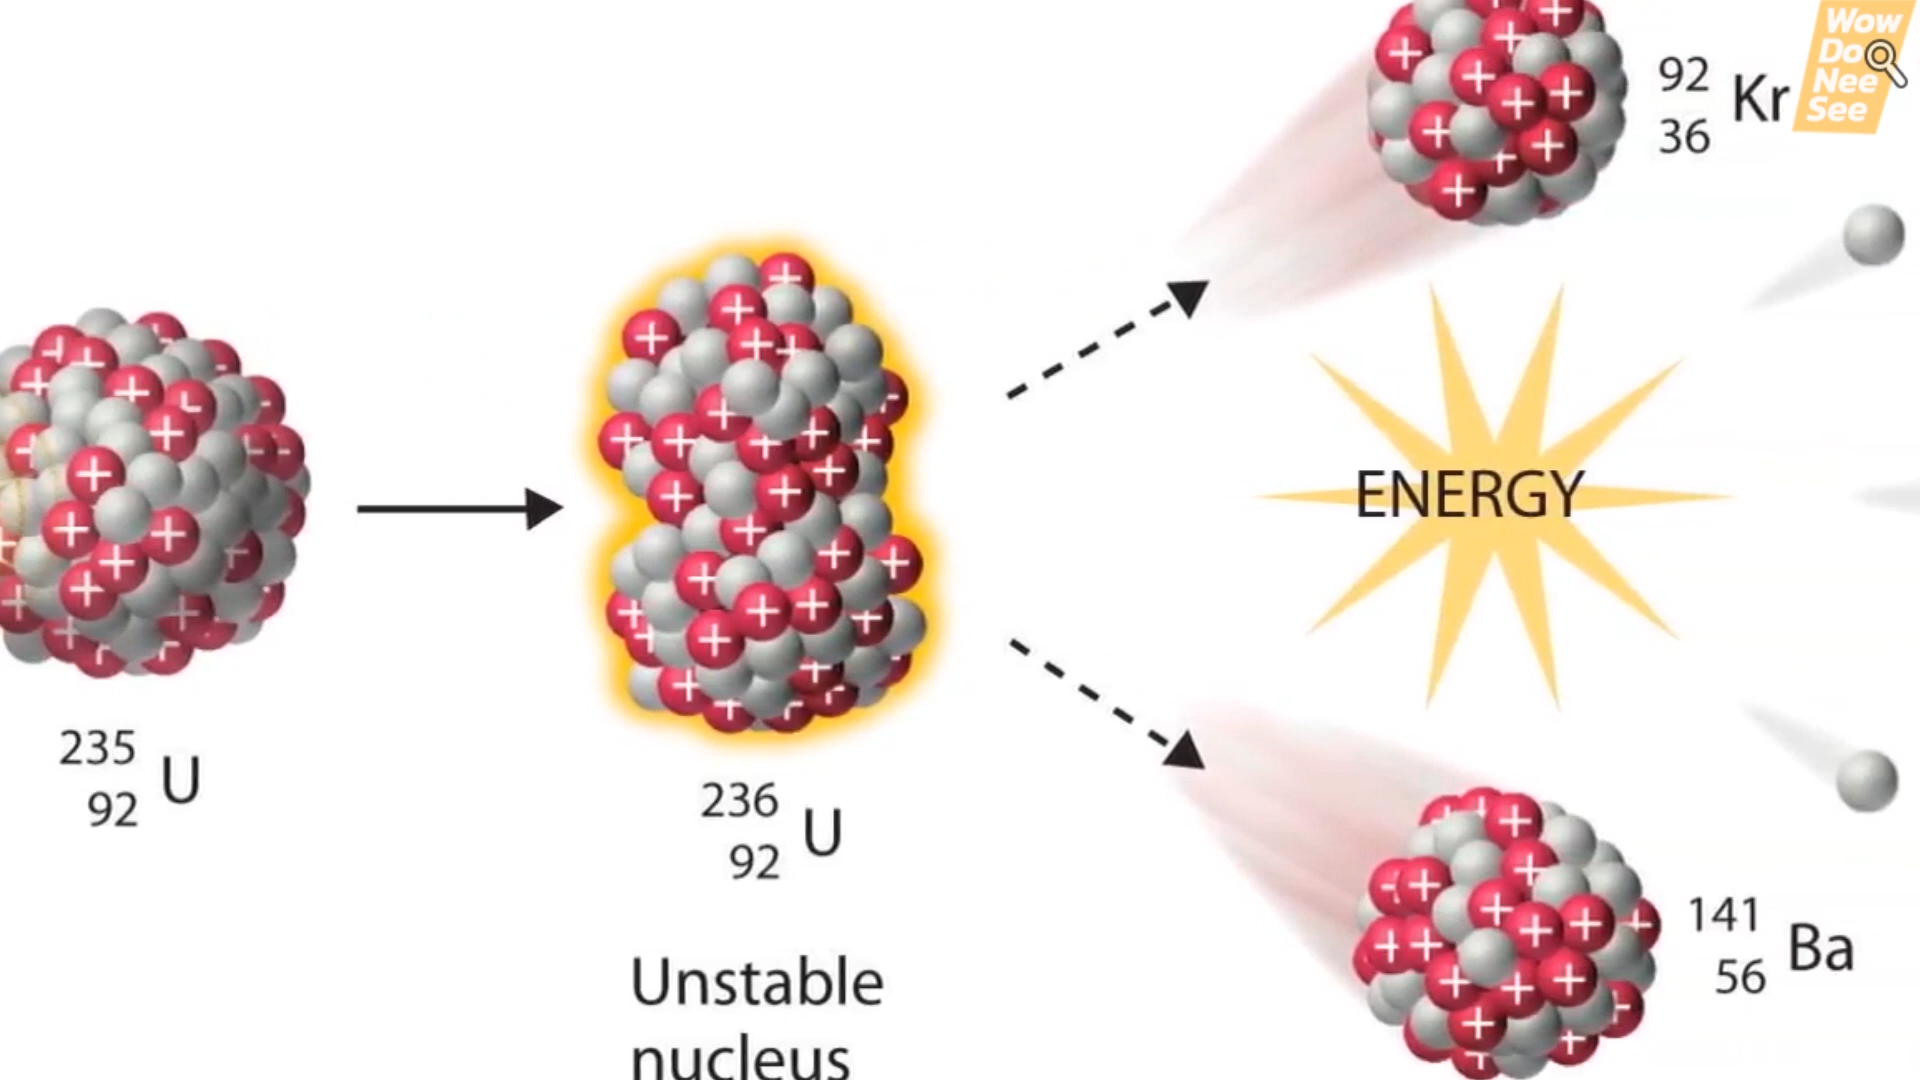 235
92
U
236
92
U
Unstable
nucleus
92
36
Kr
ENERGY
141
56
Ba
Wow
Do
Nee
See